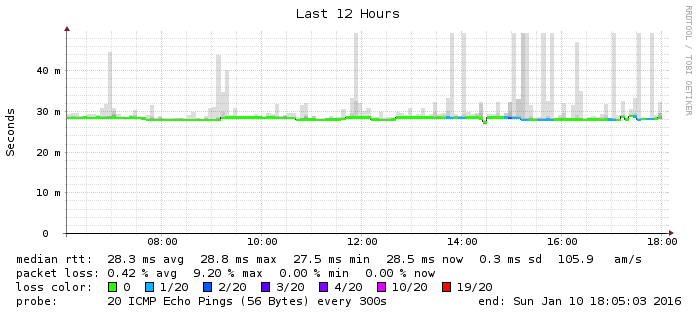 Last 12 Hours
RRDTOOL / TOBI OETIKER
Seconds
40 m
30 m
20 m
10 m
0
08:00 10:00 12:00 14:00 16:00 18:00
median rtt: 28.3 ms avg 28.8 ms max 27.5 ms min 28.5 ms now 0.3 ms sd 105.9 am/s
packet loss: 0.42 % avg 9.20 % max 0.00 % min 0.00 % now
loss color: 0 1/20 2/20 3/20 4/20 10/20 19/20
probe: 20 ICMP Echo Pings (56 Bytes) every 300s end: Sun Jan 10 18:05:03 2016